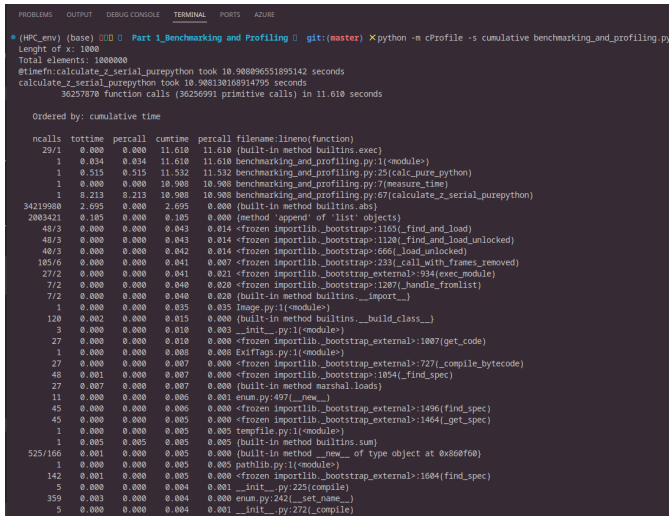 PROBLEMS OUTPUT DEBUG CONSOLE TERMINAL PORTS AZURE
(HPC_env) (base) Part 1_Benchmarking and Profiling git:(master) ✗python -m cProfile -s cumulative benchmarking_and_profiling.py
Lenght of x: 1000
Total elements: 1000000
@timefn:calculate_z_serial_purepython took 10.908096551895142 seconds
calculate_z_serial_purepython took 10.908130168914795 seconds
36257870 function calls (36256991 primitive calls) in 11.610 seconds
Ordered by: cumulative time
ncalls tottime percall cumtime percall filename:lineno(function)
29/1 0.000 0.000 11.610 11.610 {built-in method builtins.exec}
1 0.034 0.034 11.610 11.610 benchmarking_and_profiling.py:1(<module>)
1 0.515 0.515 11.532 11.532 benchmarking_and_profiling.py:25(calc_pure_python)
1 0.000 0.000 10.908 10.908 benchmarking_and_profiling.py:7(measure_time)
1 8.213 8.213 10.908 10.908 benchmarking_and_profiling.py:67(calculate_z_serial_purepython)
34219980 2.695 0.000 2.695 0.000 {built-in method builtins.abs}
2003421 0.105 0.000 0.105 0.000 {method 'append' of 'list' objects}
48/3 0.000 0.000 0.043 0.014 <frozen importlib._bootstrap>:1165(_find_and_load)
48/3 0.000 0.000 0.043 0.014 <frozen importlib._bootstrap>:1120(_find_and_load_unlocked)
40/3 0.000 0.000 0.042 0.014 <frozen importlib._bootstrap>:666(_load_unlocked)
105/6 0.000 0.000 0.041 0.007 <frozen importlib._bootstrap>:233(_call_with_frames_removed)
27/2 0.000 0.000 0.041 0.021 <frozen importlib._bootstrap_external>:934(exec_module)
7/2 0.000 0.000 0.040 0.020 <frozen importlib._bootstrap>:1207(_handle_fromlist)
7/2 0.000 0.000 0.040 0.020 {built-in method builtins.__import__}
1 0.000 0.000 0.035 0.035 Image.py:1(<module>)
120 0.002 0.000 0.015 0.000 {built-in method builtins.__build_class__}
3 0.000 0.000 0.010 0.003 __init__.py:1(<module>)
27 0.000 0.000 0.010 0.000 <frozen importlib._bootstrap_external>:1007(get_code)
1 0.000 0.000 0.008 0.008 ExifTags.py:1(<module>)
27 0.000 0.000 0.007 0.000 <frozen importlib._bootstrap_external>:727(_compile_bytecode)
48 0.001 0.000 0.007 0.000 <frozen importlib._bootstrap>:1054(_find_spec)
27 0.007 0.000 0.007 0.000 {built-in method marshal.loads}
11 0.000 0.000 0.006 0.001 enum.py:497(__new__)
45 0.000 0.000 0.006 0.000 <frozen importlib._bootstrap_external>:1496(find_spec)
45 0.000 0.000 0.005 0.000 <frozen importlib._bootstrap_external>:1464(_get_spec)
1 0.000 0.000 0.005 0.005 tempfile.py:1(<module>)
1 0.005 0.005 0.005 0.005 {built-in method builtins.sum}
525/166 0.001 0.000 0.005 0.000 {built-in method __new__ of type object at 0x860f60}
1 0.000 0.000 0.005 0.005 pathlib.py:1(<module>)
142 0.001 0.000 0.005 0.000 <frozen importlib._bootstrap_external>:1604(find_spec)
5 0.000 0.000 0.004 0.001 __init__.py:225(compile)
359 0.003 0.000 0.004 0.000 enum.py:242(__set_name__)
5 0.000 0.000 0.004 0.001 __init__.py:272(_compile)